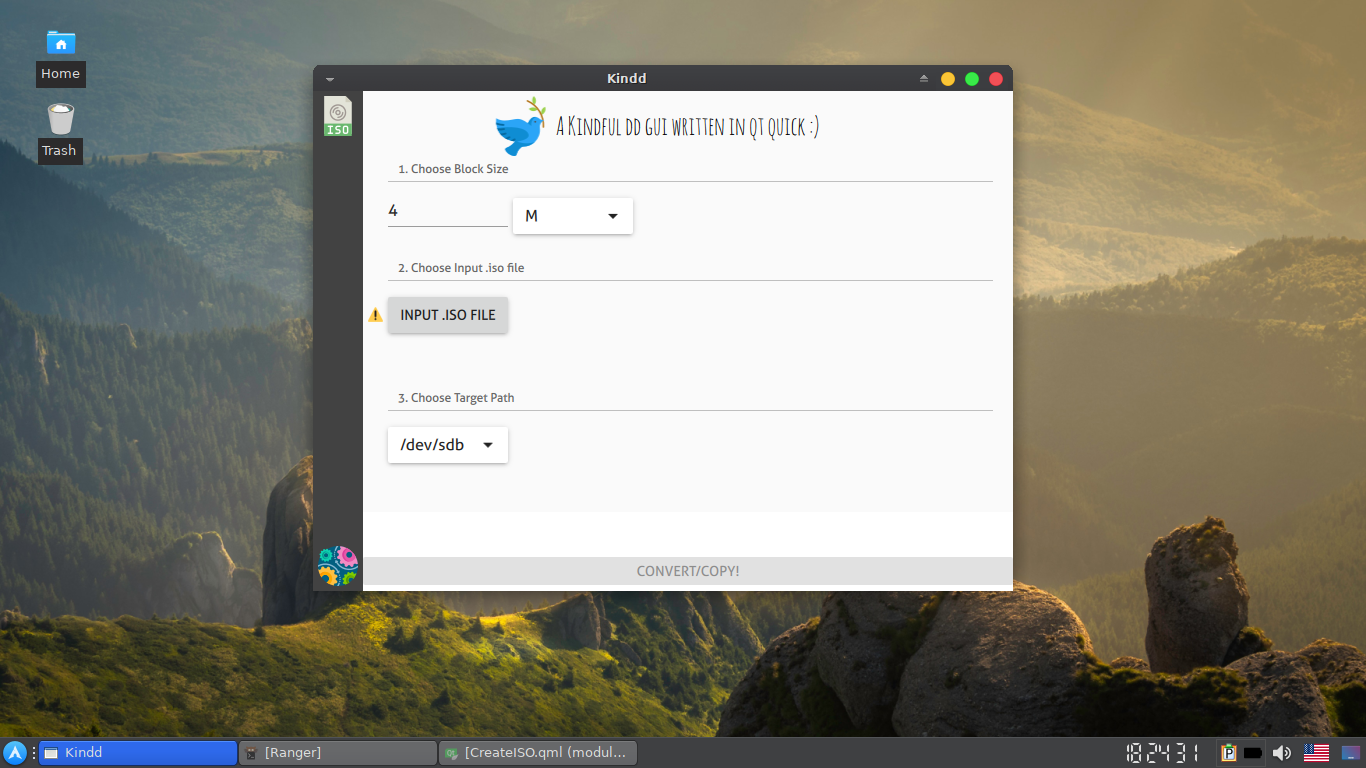 Home
Trash
Kindd
ISO
A Kindful dd gui written in qt quick :)
1. Choose Block Size
4
M
2. Choose Input .iso file
INPUT .ISO FILE
3. Choose Target Path
/dev/sdb
CONVERT/COPY!
Kindd
[Ranger]
[CreateISO.qml (modul...
18:24:31
P